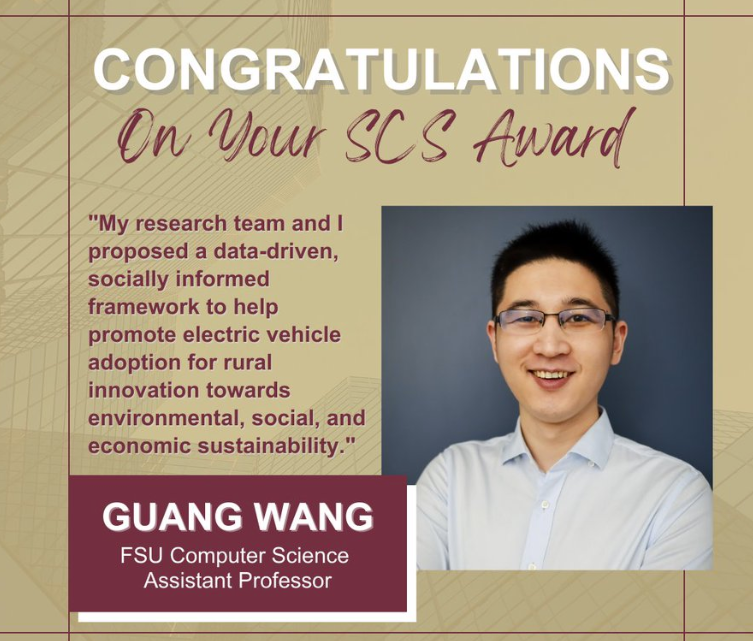 CONGRATULATIONS
On Your SCS Award
"My research team and I
proposed a data-driven,
socially informed
framework to help
promote electric vehicle
adoption for rural
innovation towards
environmental, social, and
economic sustainability."
GUANG WANG
FSU Computer Science
Assistant Professor